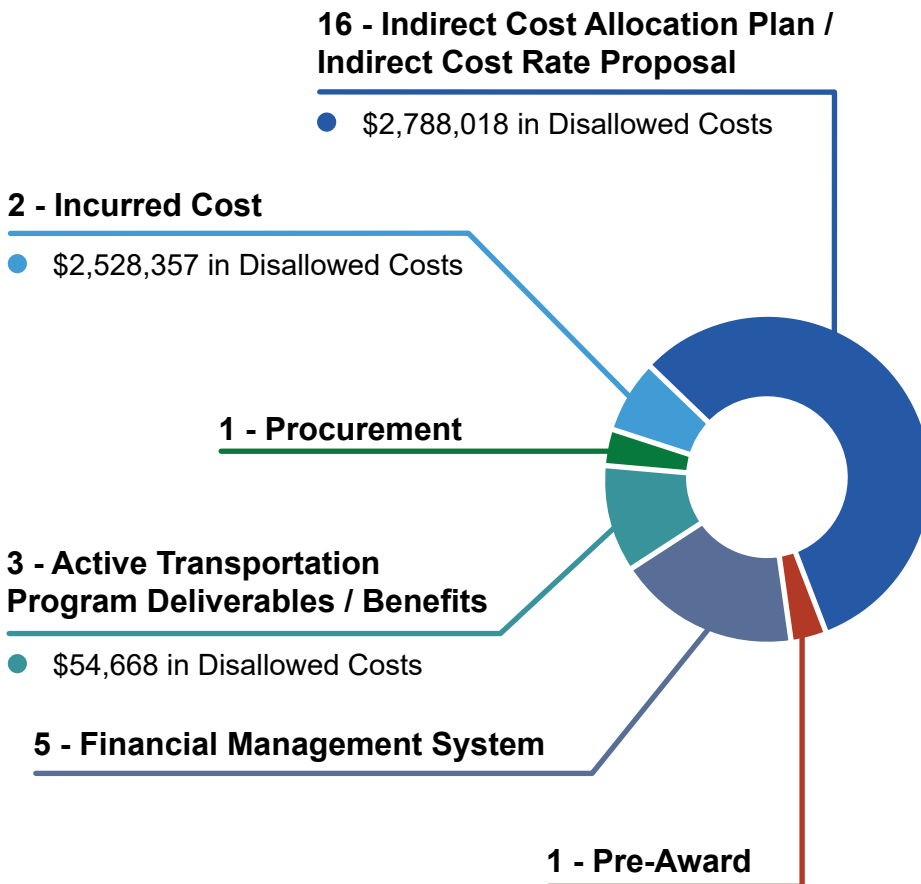 16 - Indirect Cost Allocation Plan /
Indirect Cost Rate Proposal
$2,788,018 in Disallowed Costs
2 - Incurred Cost
$2,528,357 in Disallowed Costs
1 - Procurement
3 - Active Transportation
Program Deliverables / Benefits
$54,668 in Disallowed Costs
5 - Financial Management System
1 - Pre-Award